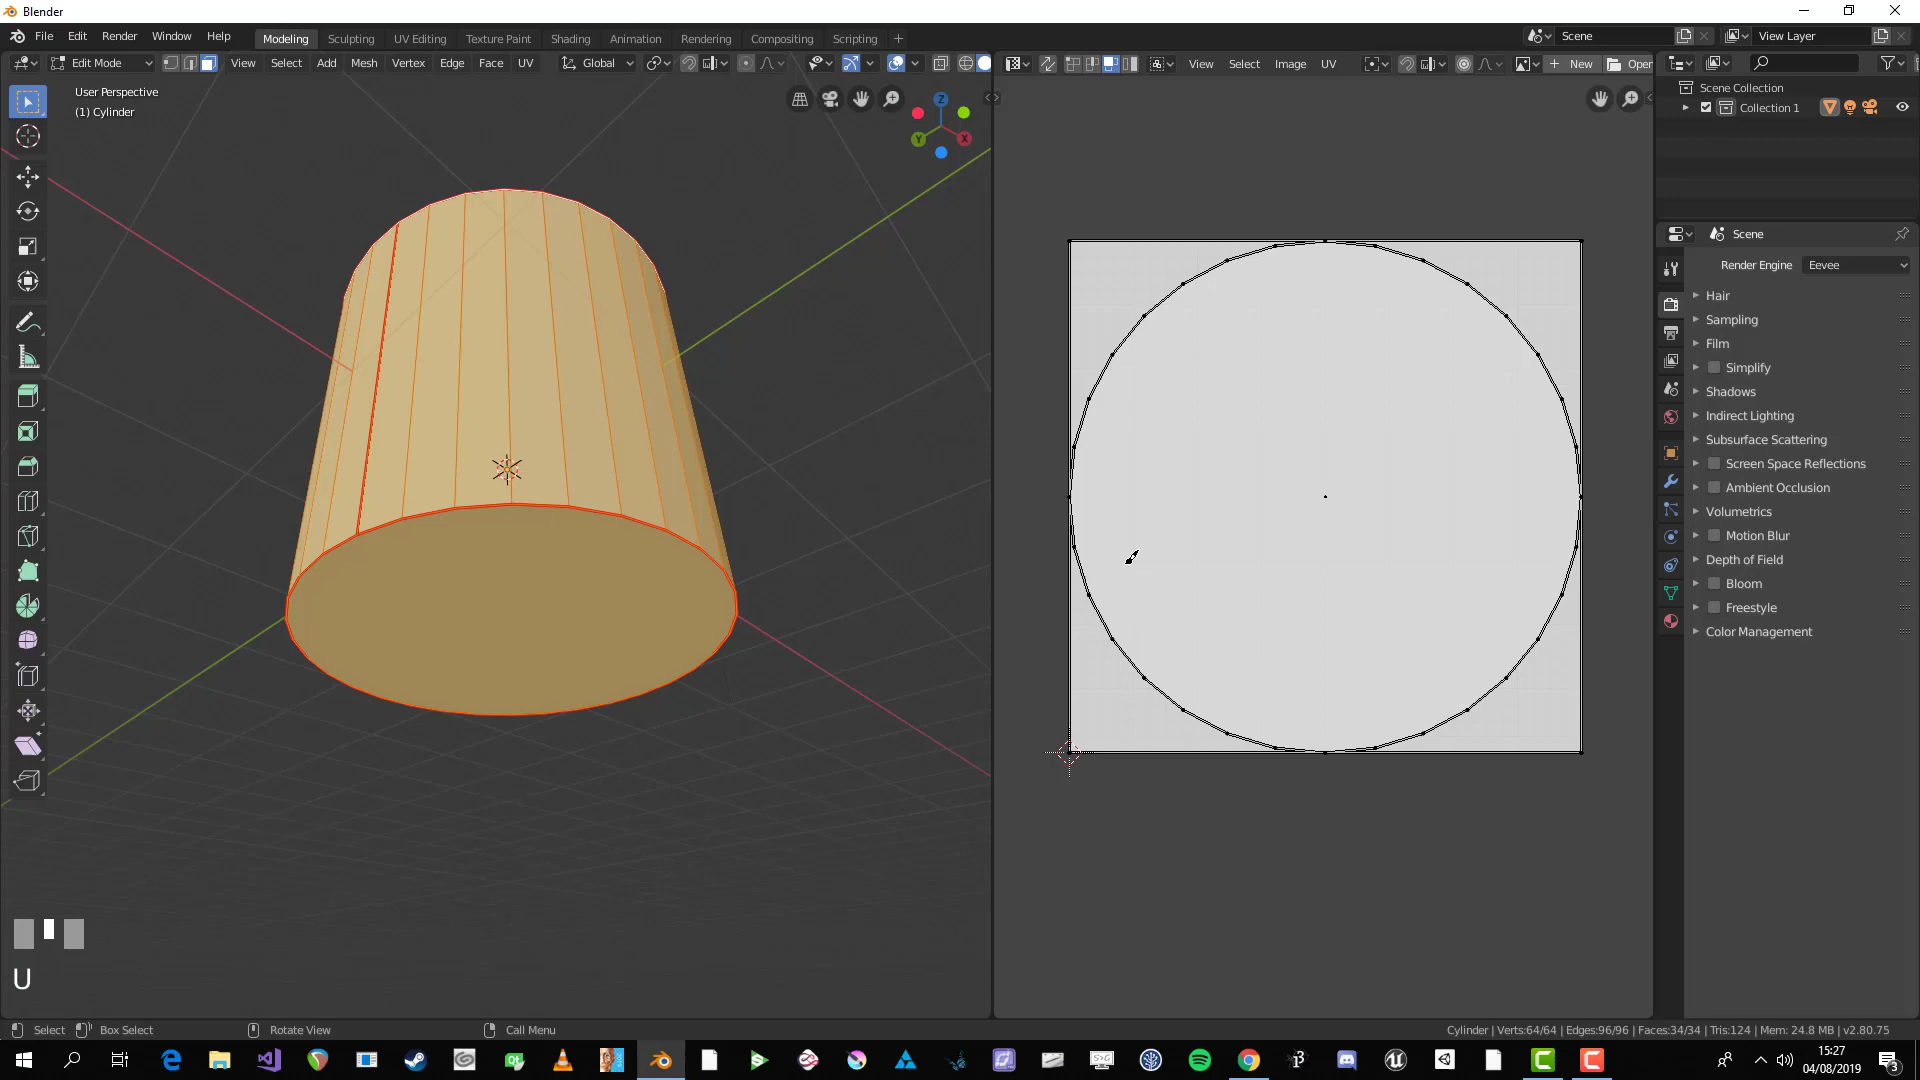 Blender
File Edit Render Window Help
Modeling Sculpting UV Editing Texture Paint Shading Animation Rendering Compositing Scripting +
Scene
View Layer
Edit Mode View Select Add Mesh Vertex Edge Face UV Global
View Select Image UV New Open
User Perspective
(1) Cylinder
Z
Y
X
Scene Collection
Collection 1
Scene
Render Engine Eevee
Hair
Sampling
Film
Simplify
Shadows
Indirect Lighting
Subsurface Scattering
Screen Space Reflections
Ambient Occlusion
Volumetrics
Motion Blur
Depth of Field
Bloom
Freestyle
Color Management
U
Select Box Select Rotate View Call Menu
Cylinder | Verts:64/64 | Edges:96/96 | Faces:34/34 | Tris:124 | Mem: 24.8 MB | v2.80.75
15:27
04/08/2019
3